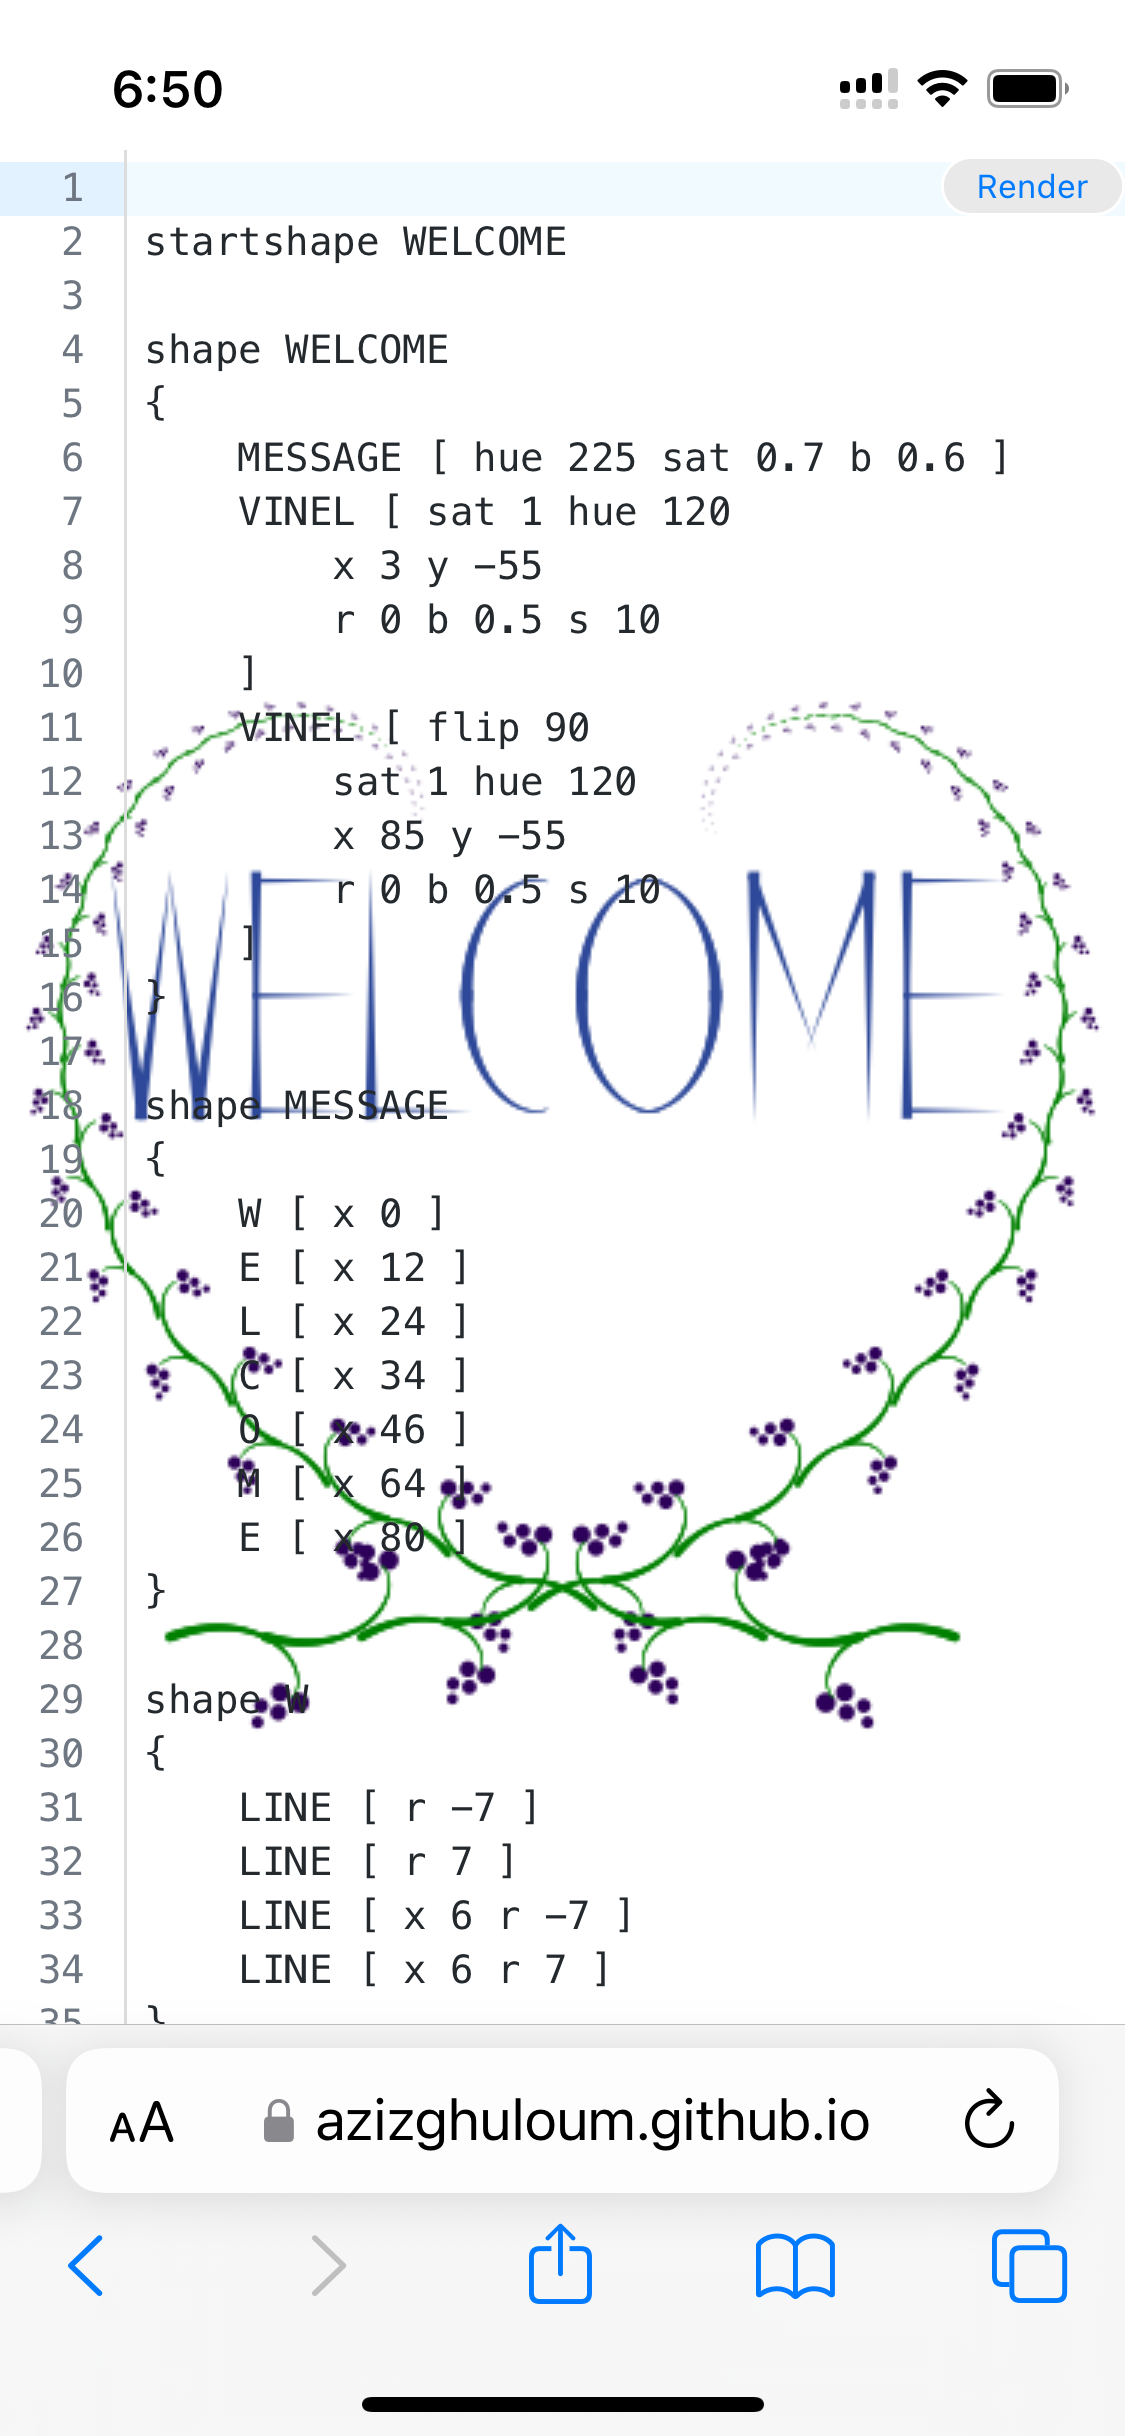 6:50
Render
1
2 startshape WELCOME
3
4 shape WELCOME
5 {
6     MESSAGE [ hue 225 sat 0.7 b 0.6 ]
7     VINEL [ sat 1 hue 120
8         x 3 y -55
9         r 0 b 0.5 s 10
10     ]
11     VINEL [ flip 90
12         sat 1 hue 120
13         x 85 y -55
14         r 0 b 0.5 s 10
15     ]
16 }
17
18 shape MESSAGE
19 {
20     W [ x 0 ]
21     E [ x 12 ]
22     L [ x 24 ]
23     C [ x 34 ]
24     O [ x 46 ]
25     M [ x 64 ]
26     E [ x 80 ]
27 }
28
29 shape W
30 {
31     LINE [ r -7 ]
32     LINE [ r 7 ]
33     LINE [ x 6 r -7 ]
34     LINE [ x 6 r 7 ]
35 }
WELCOME
AA azizghuloum.github.io